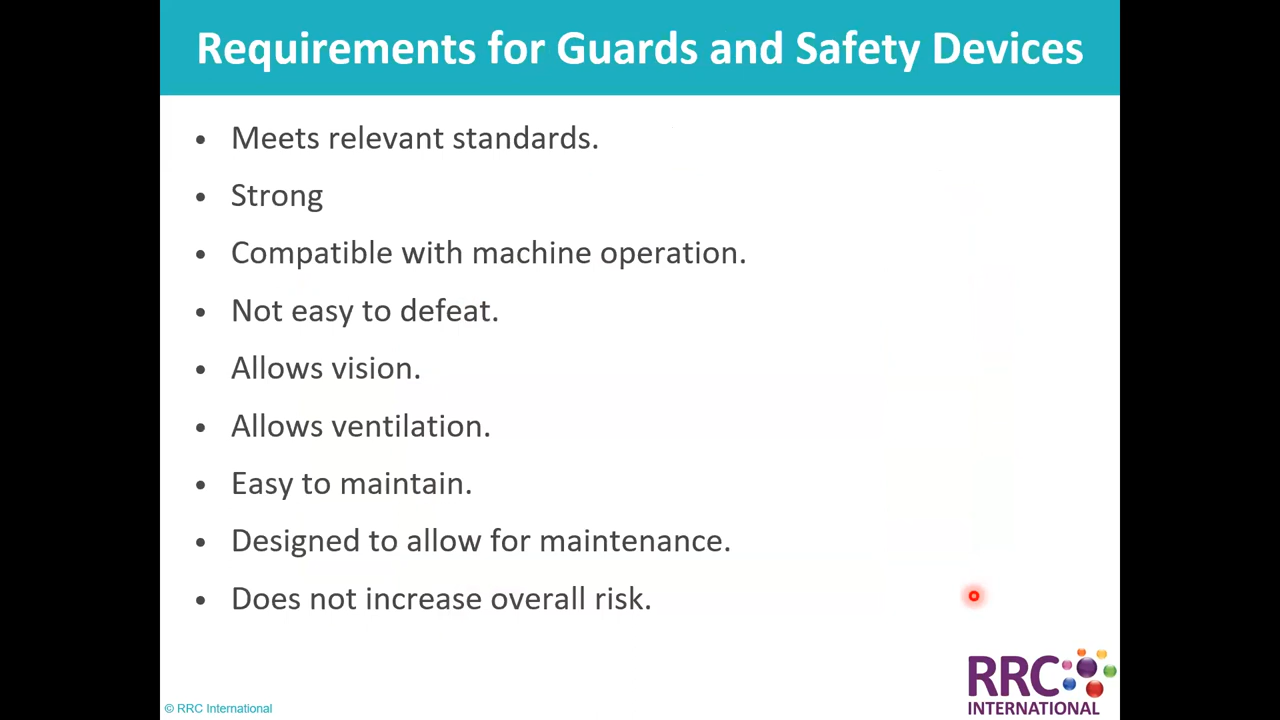 Requirements for Guards and Safety Devices
• Meets relevant standards.
• Strong
• Compatible with machine operation.
• Not easy to defeat.
• Allows vision.
• Allows ventilation.
• Easy to maintain.
• Designed to allow for maintenance.
• Does not increase overall risk.
RRC
INTERNATIONAL
© RRC International